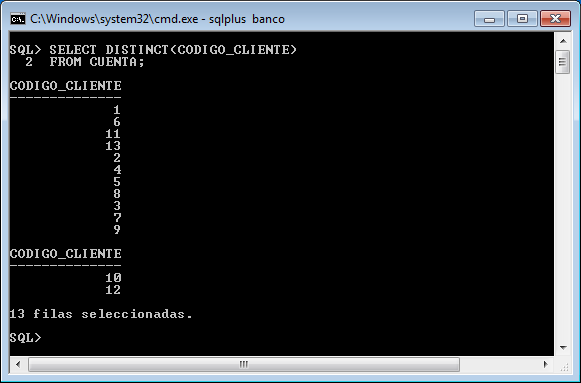 C:\Windows\system32\cmd.exe - sqlplus banco
SQL> SELECT DISTINCT(CODIGO_CLIENTE)
2 FROM CUENTA;
CODIGO_CLIENTE
--------------
1
6
11
13
2
4
5
8
3
7
9
CODIGO_CLIENTE
--------------
10
12
13 filas seleccionadas.
SQL>